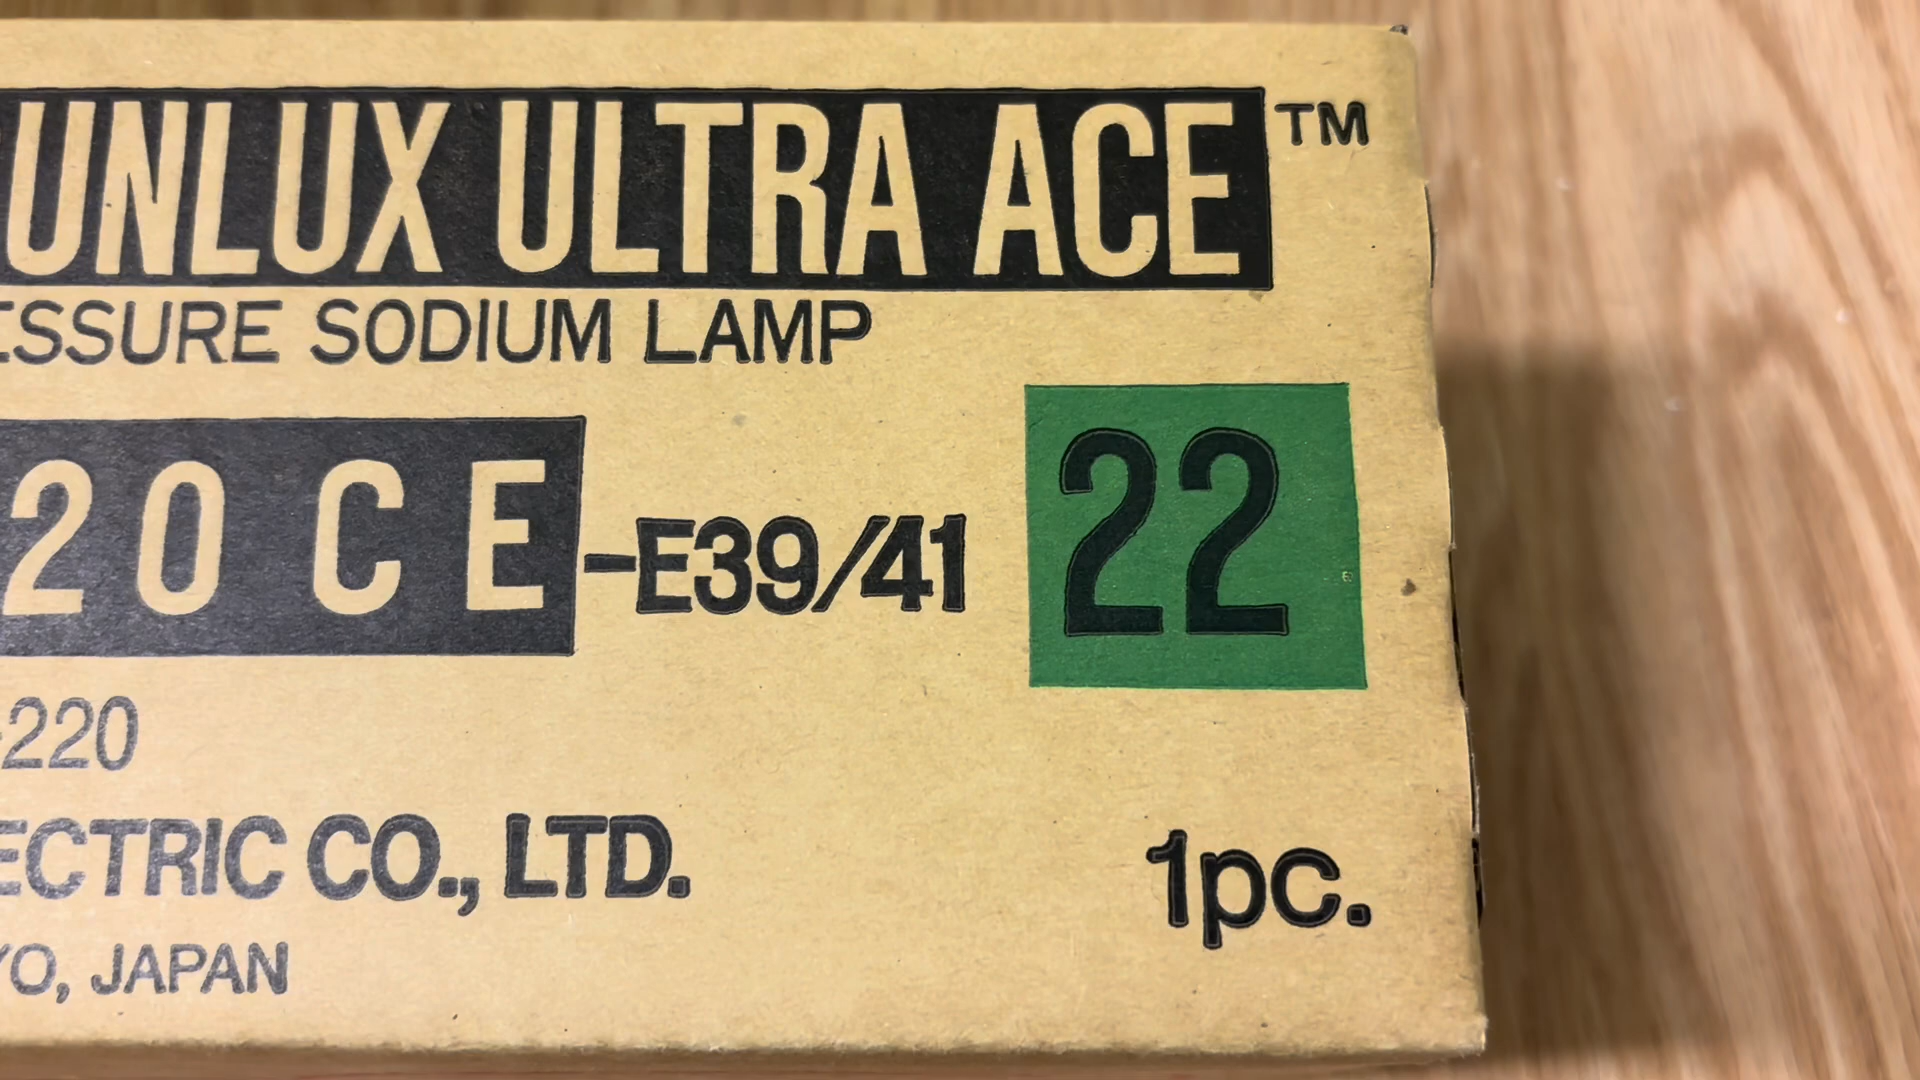 UNLUX ULTRA ACE™
ESSURE SODIUM LAMP
20 CE-E39/41
22
-220
ECTRIC CO., LTD.
1pc.
YO, JAPAN